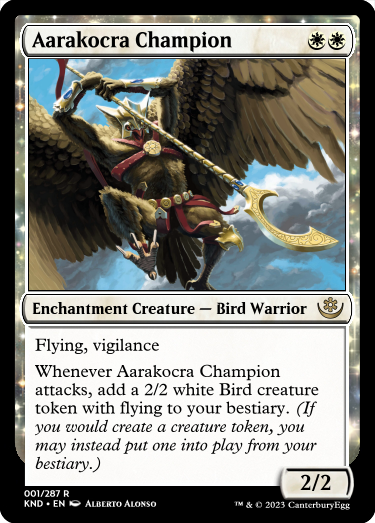 Aarakocra Champion
Enchantment Creature — Bird Warrior
Flying, vigilance
Whenever Aarakocra Champion
attacks, add a 2/2 white Bird creature
token with flying to your bestiary. (If
you would create a creature token, you
may instead put one into play from your
bestiary.)
2/2
001/287 R
KND • EN Alberto Alonso
™ & © 2023 CanterburyEgg